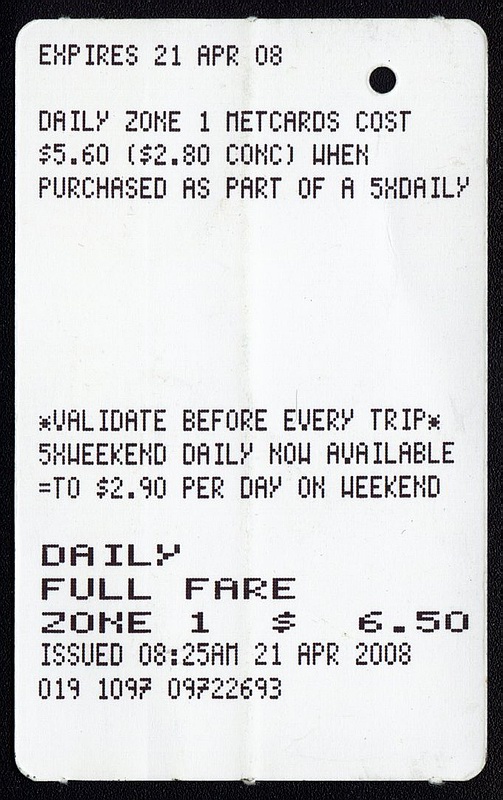 EXPIRES 21 APR 08
DAILY ZONE 1 METCARDS COST
$5.60 ($2.80 CONC) WHEN
PURCHASED AS PART OF A 5XDAILY
*VALIDATE BEFORE EVERY TRIP*
5XWEEKEND DAILY NOW AVAILABLE
=TO $2.90 PER DAY ON WEEKEND
DAILY
FULL FARE
ZONE 1 $ 6.50
ISSUED 08:25AM 21 APR 2008
019 1097 09722693